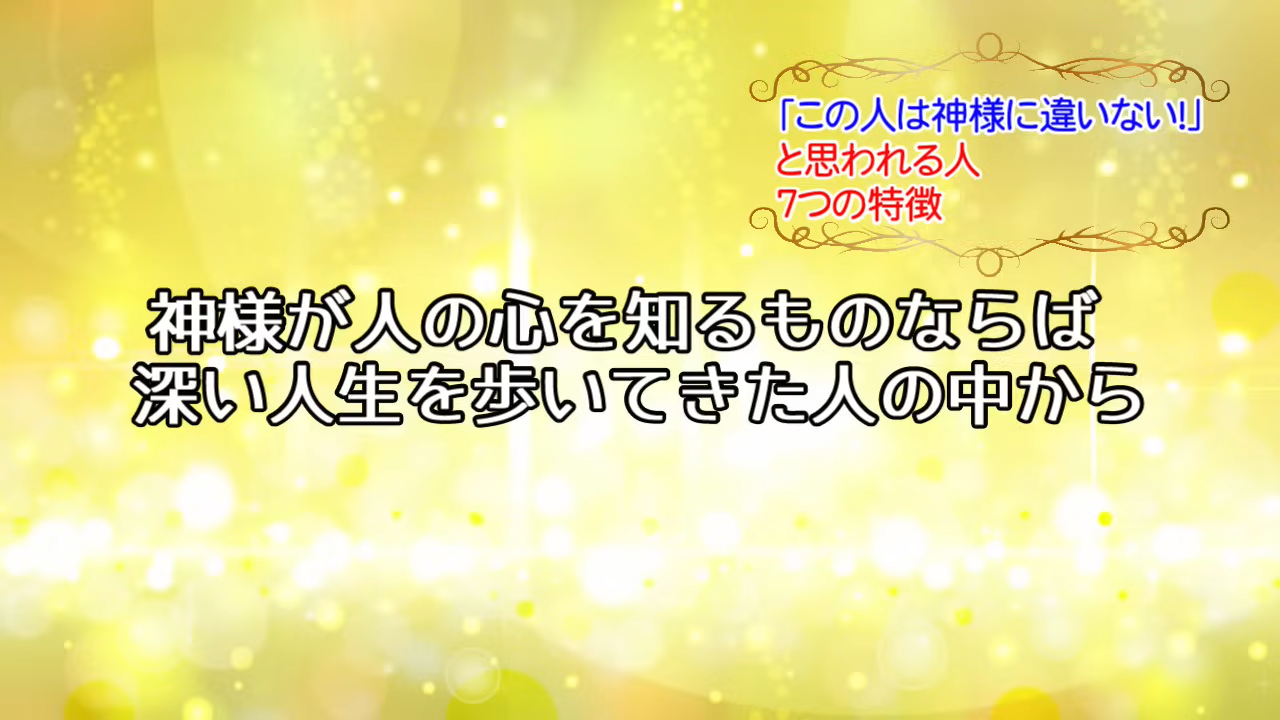 「この人は神様に違いない!」
と思われる人
7つの特徴
神様が人の心を知るものならば
深い人生を歩いてきた人の中から